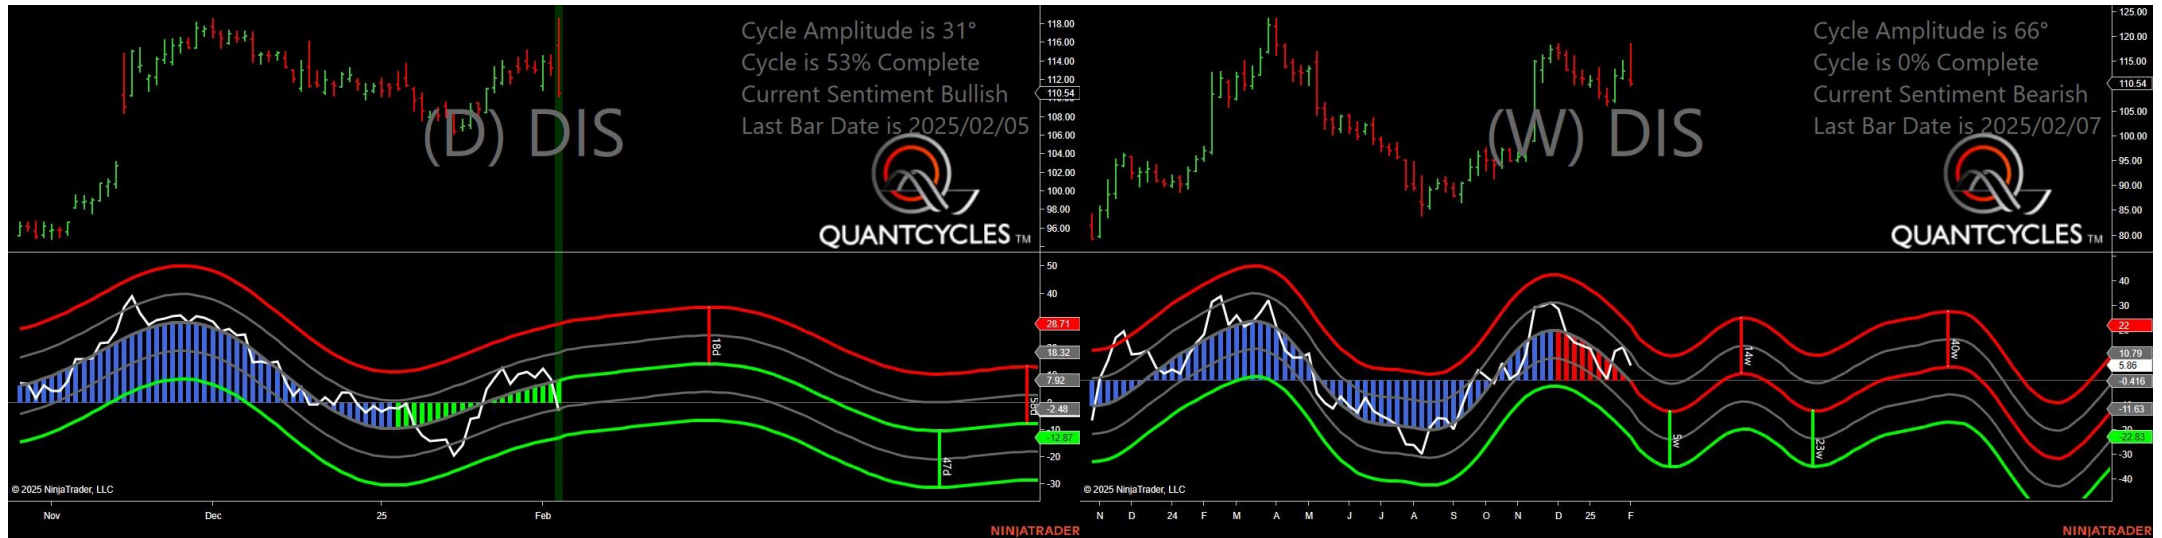 Cycle Amplitude is 31°
Cycle is 53% Complete
Current Sentiment Bullish
Last Bar Date is 2025/02/05
(D) DIS
QUANTCYCLES TM
118.00
116.00
114.00
112.00
110.54
108.00
106.00
104.00
102.00
100.00
98.00
96.00
50
40
28.71
18.32
7.92
-2.48
-10
-12.87
-20
-30
18d
47d
© 2025 NinjaTrader, LLC
Nov
Dec
25
Feb
NINJATRADER
Cycle Amplitude is 66°
Cycle is 0% Complete
Current Sentiment Bearish
Last Bar Date is 2025/02/07
(W) DIS
QUANTCYCLES TM
125.00
120.00
115.00
110.54
105.00
100.00
95.00
90.00
85.00
80.00
40
30
22
10.79
5.86
-0.416
-11.63
-22.83
-30
-40
14w
40w
5w
23w
© 2025 NinjaTrader, LLC
N D 24 F M A M J J A S O N D 25 F
NINJATRADER